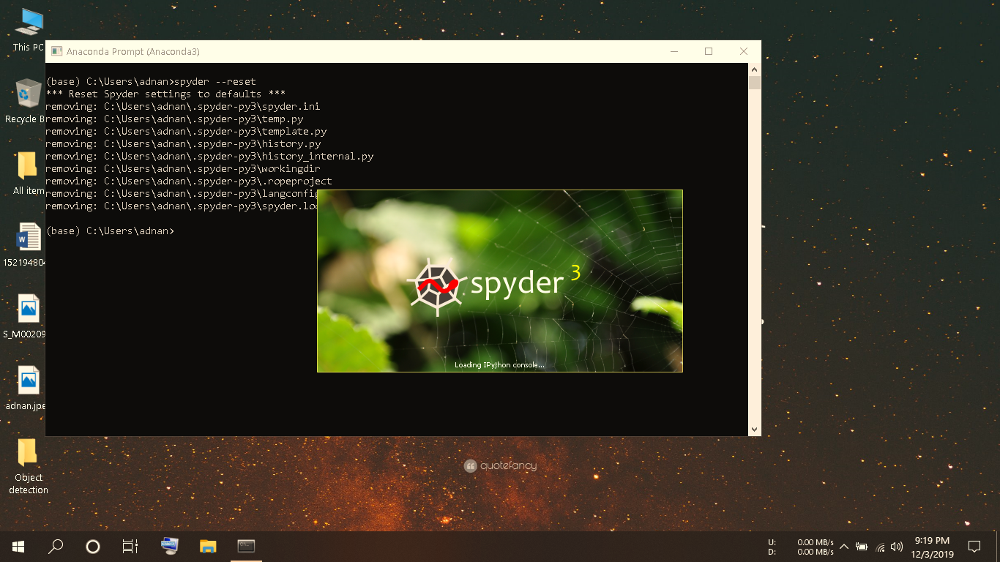 This PC
Recycle B
All item
15219480
S_M00209
adnan.jpe
Object
detection
Anaconda Prompt (Anaconda3)
(base) C:\Users\adnan>spyder --reset
*** Reset Spyder settings to defaults ***
removing: C:\Users\adnan\.spyder-py3\spyder.ini
removing: C:\Users\adnan\.spyder-py3\temp.py
removing: C:\Users\adnan\.spyder-py3\template.py
removing: C:\Users\adnan\.spyder-py3\history.py
removing: C:\Users\adnan\.spyder-py3\history_internal.py
removing: C:\Users\adnan\.spyder-py3\workingdir
removing: C:\Users\adnan\.spyder-py3\.ropeproject
removing: C:\Users\adnan\.spyder-py3\langconfig
removing: C:\Users\adnan\.spyder-py3\spyder.loc
(base) C:\Users\adnan>
spyder 3
Loading IPython console...
quotefancy
U: 0.00 MB/s
D: 0.00 MB/s
9:19 PM
12/3/2019